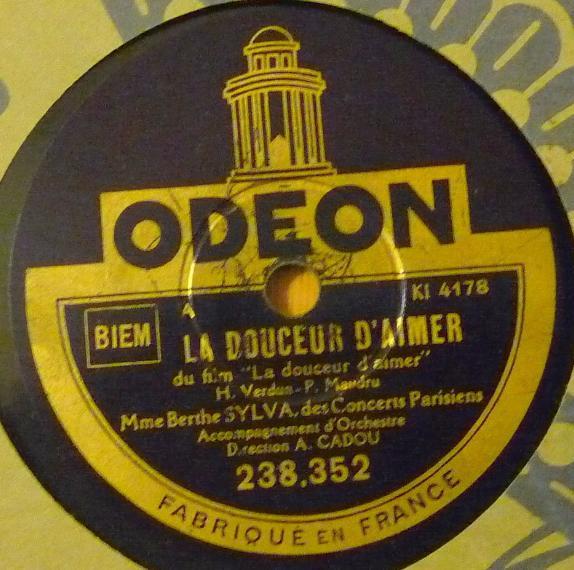 ODEON
BIEM
A
KI 4178
LA DOUCEUR D'AIMER
du film "La douceur d'aimer"
H. Verdun-P. Maudru
Mme Berthe SYLVA, des Concerts Parisiens
Accompagnement d'Orchestre
Direction A. CADOU
238.352
FABRIQUÉ EN FRANCE